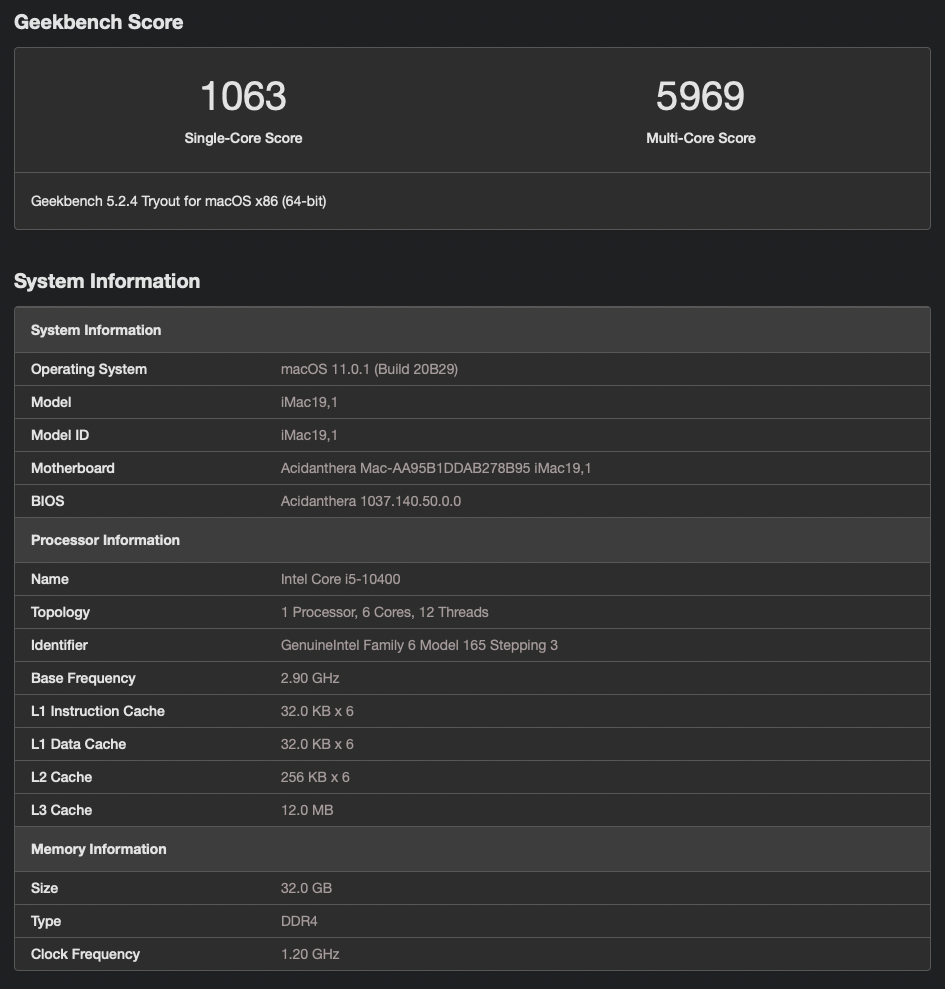 Geekbench Score
1063 5969
Single-Core Score Multi-Core Score
Geekbench 5.2.4 Tryout for macOS x86 (64-bit)
System Information
System Information
Operating System macOS 11.0.1 (Build 20B29)
Model iMac19,1
Model ID iMac19,1
Motherboard Acidanthera Mac-AA95B1DDAB278B95 iMac19,1
BIOS Acidanthera 1037.140.50.0.0
Processor Information
Name Intel Core i5-10400
Topology 1 Processor, 6 Cores, 12 Threads
Identifier GenuineIntel Family 6 Model 165 Stepping 3
Base Frequency 2.90 GHz
L1 Instruction Cache 32.0 KB x 6
L1 Data Cache 32.0 KB x 6
L2 Cache 256 KB x 6
L3 Cache 12.0 MB
Memory Information
Size 32.0 GB
Type DDR4
Clock Frequency 1.20 GHz